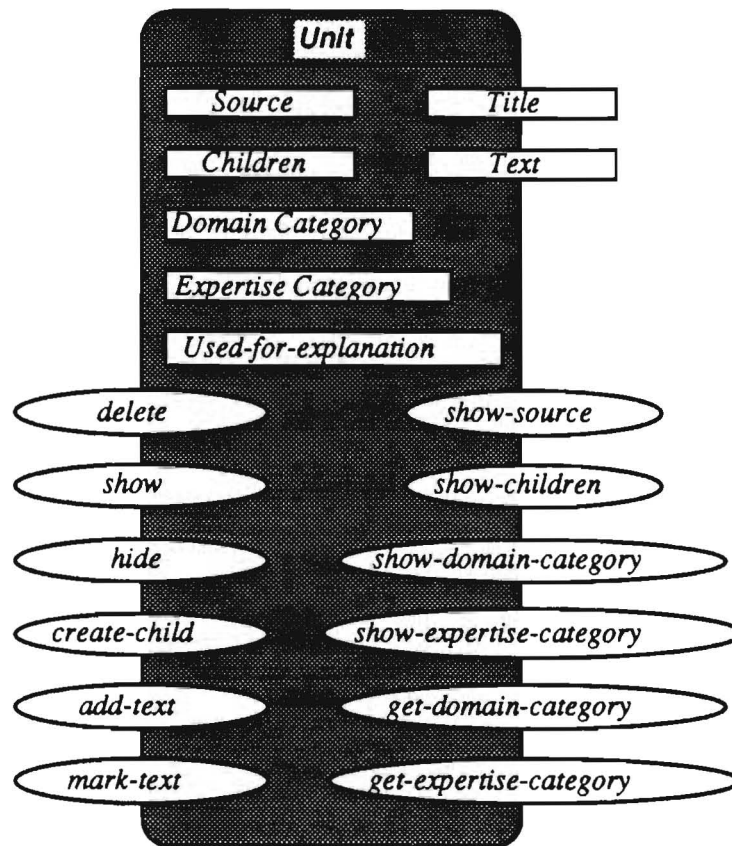 Unit
Source
Title
Children
Text
Domain Category
Expertise Category
Used-for-explanation
delete
show-source
show
show-children
hide
show-domain-category
create-child
show-expertise-category
add-text
get-domain-category
mark-text
get-expertise-category